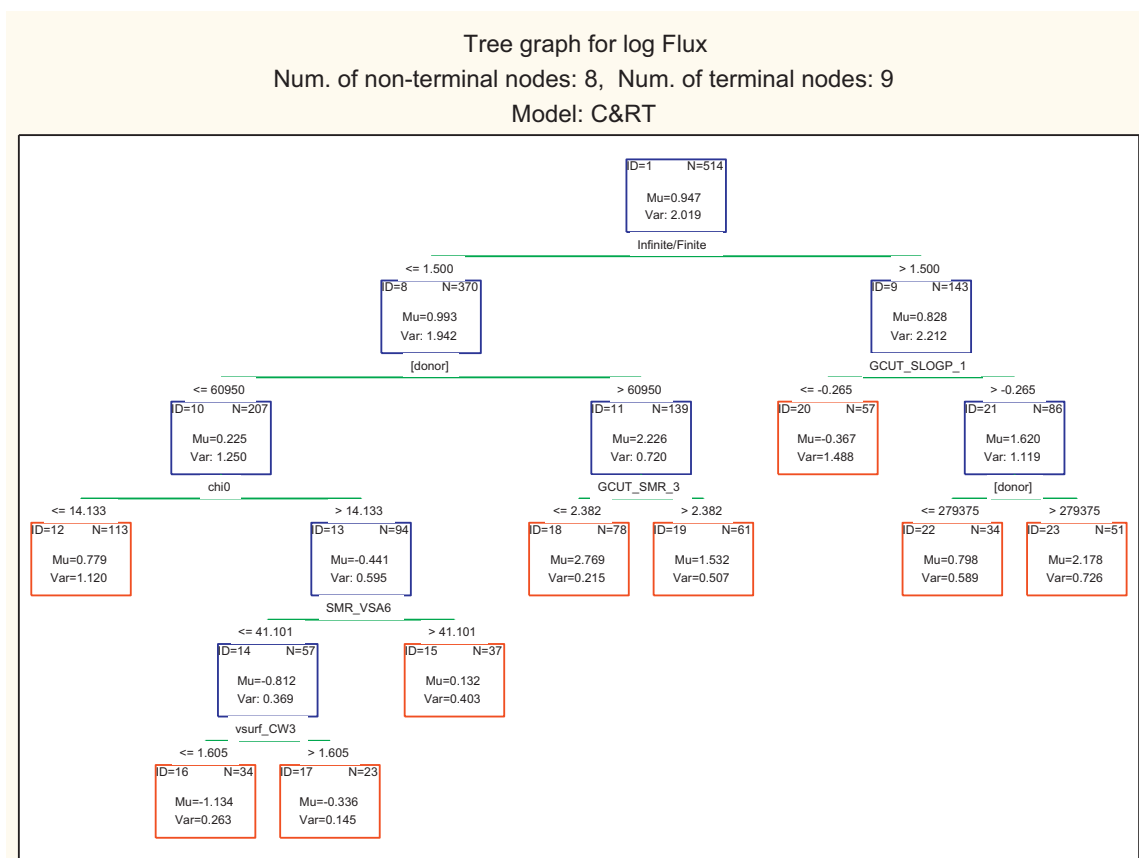 Tree graph for log Flux
Num. of non-terminal nodes: 8,  Num. of terminal nodes: 9
Model: C&RT
ID=1 N=514
Mu=0.947
Var: 2.019
Infinite/Finite
<= 1.500 > 1.500
ID=8 N=370 ID=9 N=143
Mu=0.993 Mu=0.828
Var: 1.942 Var: 2.212
[donor] GCUT_SLOGP_1
<= 60950 > 60950 <= -0.265 > -0.265
ID=10 N=207 ID=11 N=139 ID=20 N=57 ID=21 N=86
Mu=0.225 Mu=2.226 Mu=-0.367 Mu=1.620
Var: 1.250 Var: 0.720 Var=1.488 Var: 1.119
chi0 GCUT_SMR_3 [donor]
<= 14.133 > 14.133 <= 2.382 > 2.382 <= 279375 > 279375
ID=12 N=113 ID=13 N=94 ID=18 N=78 ID=19 N=61 ID=22 N=34 ID=23 N=51
Mu=0.779 Mu=-0.441 Mu=2.769 Mu=1.532 Mu=0.798 Mu=2.178
Var=1.120 Var: 0.595 Var=0.215 Var=0.507 Var=0.589 Var=0.726
SMR_VSA6
<= 41.101 > 41.101
ID=14 N=57 ID=15 N=37
Mu=-0.812 Mu=0.132
Var: 0.369 Var=0.403
vsurf_CW3
<= 1.605 > 1.605
ID=16 N=34 ID=17 N=23
Mu=-1.134 Mu=-0.336
Var=0.263 Var=0.145